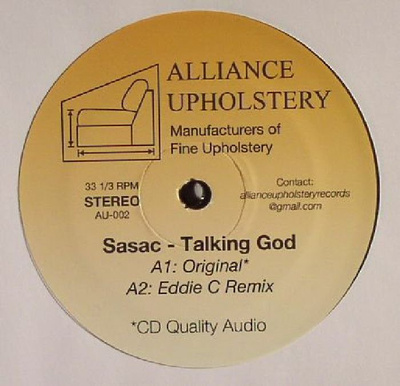 ALLIANCE
UPHOLSTERY
Manufacturers of
Fine Upholstery
33 1/3 RPM
STEREO
AU-002
Contact:
allianceupholsteryrecords
@gmail.com
Sasac - Talking God
A1: Original*
A2: Eddie C Remix
*CD Quality Audio